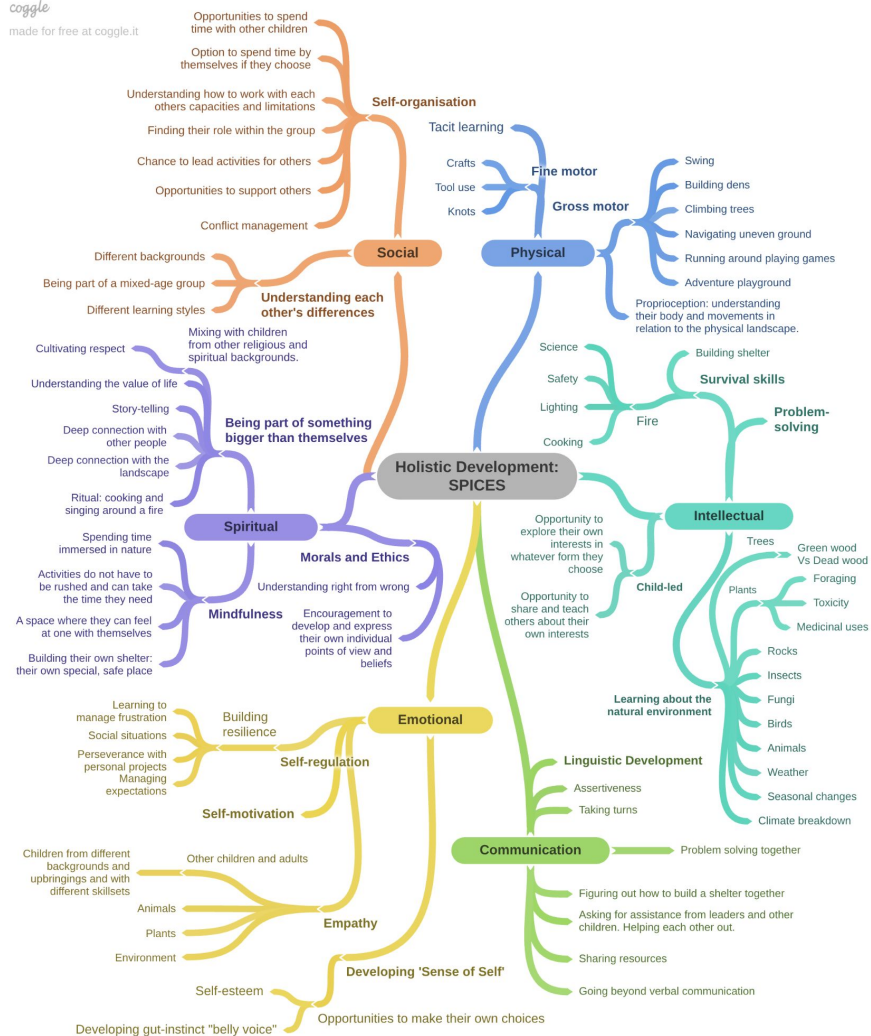 coggle
made for free at coggle.it
Opportunities to spend
time with other children
Option to spend time by
themselves if they choose
Understanding how to work with each
others capacities and limitations
Finding their role within the group
Chance to lead activities for others
Opportunities to support others
Conflict management
Self-organisation
Social
Different backgrounds
Being part of a mixed-age group
Different learning styles
Understanding each
other's differences
Tacit learning
Crafts
Tool use
Knots
Fine motor
Gross motor
Physical
Swing
Building dens
Climbing trees
Navigating uneven ground
Running around playing games
Adventure playground
Proprioception: understanding
their body and movements in
relation to the physical landscape.
Mixing with children
from other religious and
spiritual backgrounds.
Cultivating respect
Understanding the value of life
Story-telling
Deep connection with
other people
Deep connection with the
landscape
Ritual: cooking and
singing around a fire
Being part of something
bigger than themselves
Spiritual
Spending time
immersed in nature
Activities do not have to
be rushed and can take
the time they need
A space where they can feel
at one with themselves
Building their own shelter:
their own special, safe place
Mindfulness
Morals and Ethics
Understanding right from wrong
Encouragement to
develop and express
their own individual
points of view and
beliefs
Holistic Development:
SPICES
Science
Safety
Lighting
Cooking
Fire
Building shelter
Survival skills
Problem-
solving
Intellectual
Opportunity to
explore their own
interests in
whatever form they
choose
Opportunity to
share and teach
others about their
own interests
Child-led
Trees
Green wood
Vs Dead wood
Plants
Foraging
Toxicity
Medicinal uses
Rocks
Insects
Fungi
Birds
Animals
Weather
Seasonal changes
Climate breakdown
Learning about the
natural environment
Emotional
Learning to
manage frustration
Social situations
Perseverance with
personal projects
Managing
expectations
Building
resilience
Self-regulation
Self-motivation
Children from different
backgrounds and
upbringings and with
different skillsets
Other children and adults
Animals
Plants
Environment
Empathy
Developing 'Sense of Self'
Self-esteem
Developing gut-instinct "belly voice"
Opportunities to make their own choices
Linguistic Development
Assertiveness
Taking turns
Communication
Problem solving together
Figuring out how to build a shelter together
Asking for assistance from leaders and other
children. Helping each other out.
Sharing resources
Going beyond verbal communication